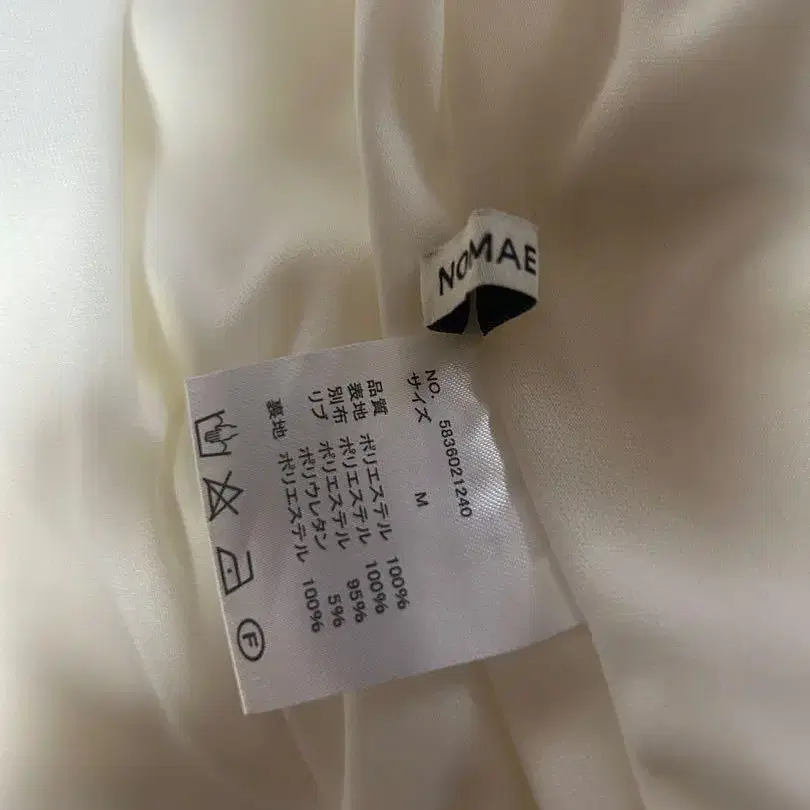 NOMAE
NO. 5836021240
サイズ M
品質
表地 ポリエステル 100%
別布 ポリエステル 100%
リブ ポリエステル 95%
ポリウレタン 5%
裏地 ポリエステル 100%
F